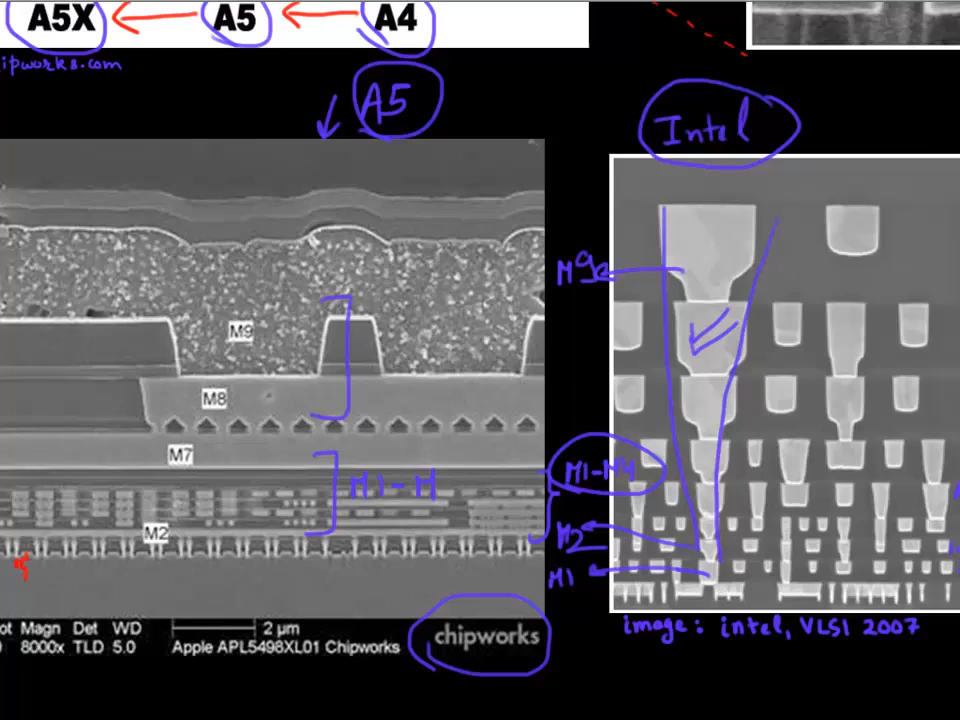 A5X A5 A4
ipworks.com
A5
Intel
M9
M9
M8
M7
M1-M
M1-M4
M2
M2
M1
Magn Det WD
8000x TLD 5.0
2 µm
Apple APL5498XL01 Chipworks
chipworks
image: intel, VLSI 2007